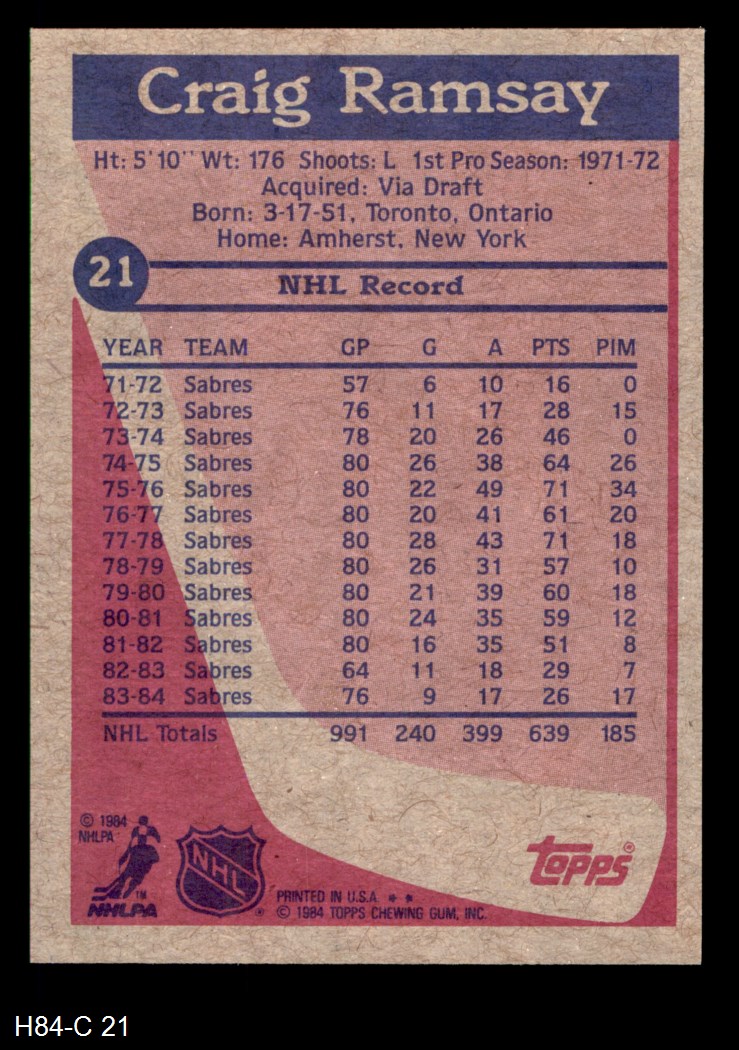 Craig Ramsay
Ht: 5'10" Wt: 176 Shoots: L 1st Pro Season: 1971-72
Acquired: Via Draft
Born: 3-17-51, Toronto, Ontario
Home: Amherst, New York
21
NHL Record
YEAR TEAM GP G A PTS PIM
71-72 Sabres 57 6 10 16 0
72-73 Sabres 76 11 17 28 15
73-74 Sabres 78 20 26 46 0
74-75 Sabres 80 26 38 64 26
75-76 Sabres 80 22 49 71 34
76-77 Sabres 80 20 41 61 20
77-78 Sabres 80 28 43 71 18
78-79 Sabres 80 26 31 57 10
79-80 Sabres 80 21 39 60 18
80-81 Sabres 80 24 35 59 12
81-82 Sabres 80 16 35 51 8
82-83 Sabres 64 11 18 29 7
83-84 Sabres 76 9 17 26 17
NHL Totals 991 240 399 639 185
© 1984
NHLPA
TM
NHLPA
NHL
®
topps®
PRINTED IN U.S.A. **
© 1984 TOPPS CHEWING GUM, INC.
H84-C 21